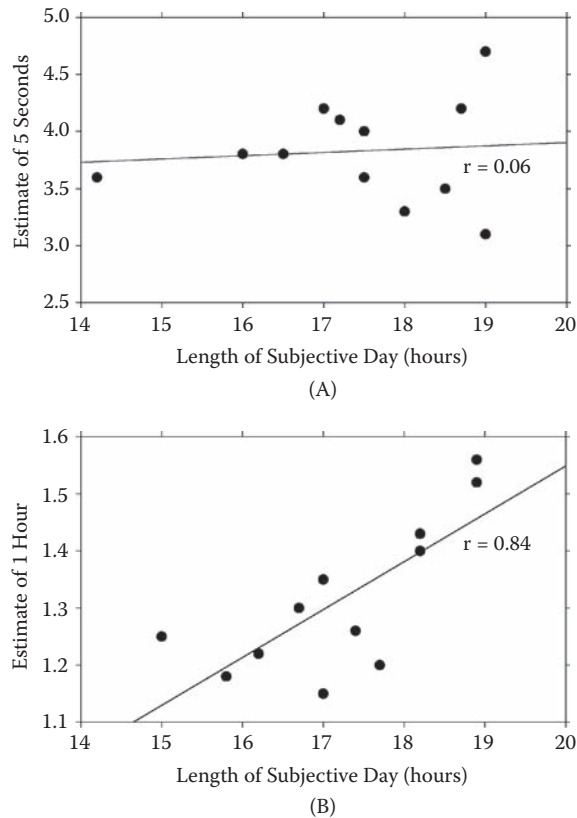 5.0
4.5
4.0
3.5
3.0
2.5
Estimate of 5 Seconds
r = 0.06
14 15 16 17 18 19 20
Length of Subjective Day (hours)
(A)
1.6
1.5
1.4
1.3
1.2
1.1
Estimate of 1 Hour
r = 0.84
14 15 16 17 18 19 20
Length of Subjective Day (hours)
(B)